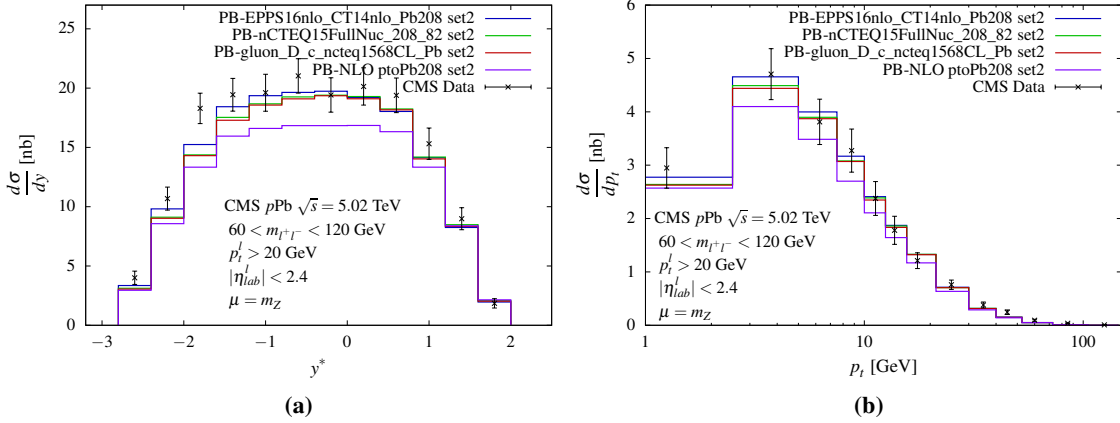 PB-EPPS16nlo_CT14nlo_Pb208 set2
PB-nCTEQ15FullNuc_208_82 set2
PB-gluon_D_c_ncteq1568CL_Pb set2
PB-NLO ptoPb208 set2
CMS Data
dσ/dy [nb]
25
20
15
10
5
0
CMS pPb √s = 5.02 TeV
60 < m_{l⁺l⁻} < 120 GeV
p_t^l > 20 GeV
|η_{lab}^l| < 2.4
μ = m_Z
−3 −2 −1 0 1 2
y*
(a)
PB-EPPS16nlo_CT14nlo_Pb208 set2
PB-nCTEQ15FullNuc_208_82 set2
PB-gluon_D_c_ncteq1568CL_Pb set2
PB-NLO ptoPb208 set2
CMS Data
dσ/dp_t [nb]
6
5
4
3
2
1
0
CMS pPb √s = 5.02 TeV
60 < m_{l⁺l⁻} < 120 GeV
p_t^l > 20 GeV
|η_{lab}^l| < 2.4
μ = m_Z
1 10 100
p_t [GeV]
(b)